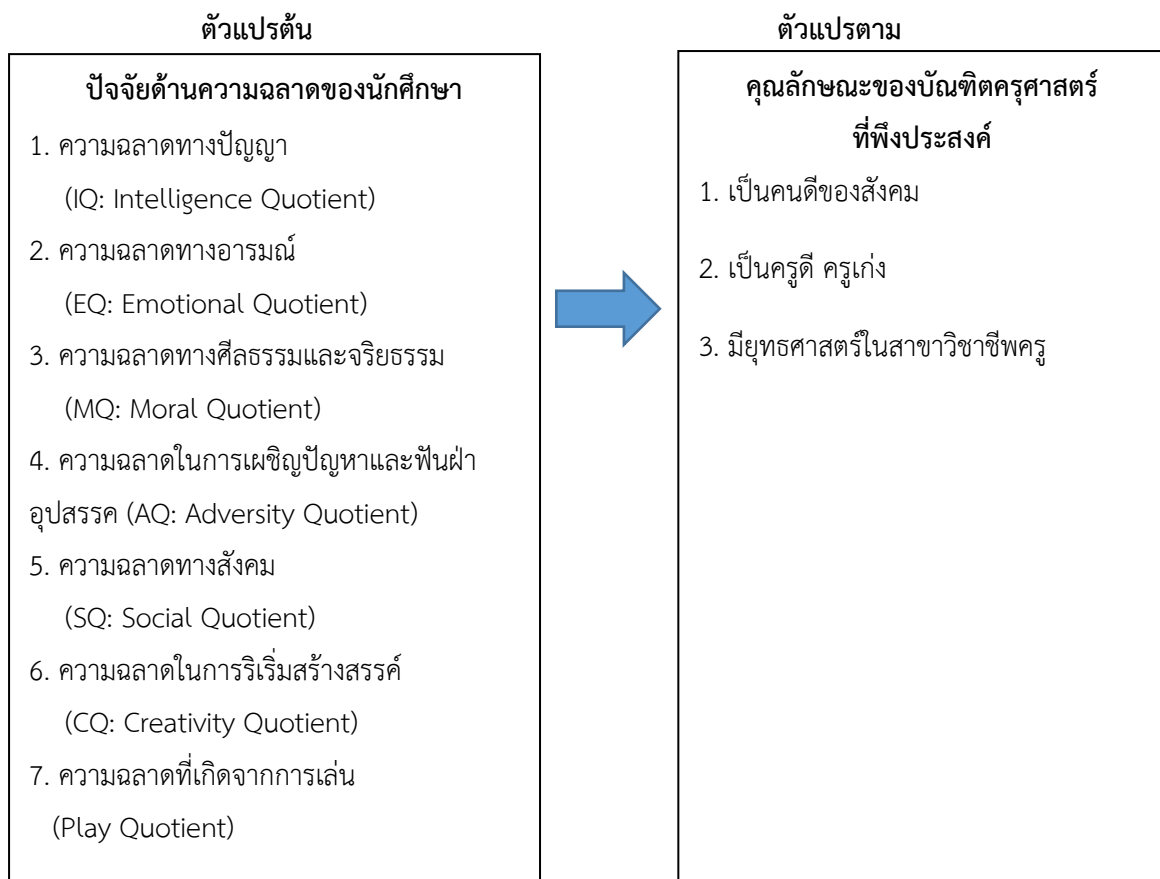 ตัวแปรต้น
ปัจจัยด้านความฉลาดของนักศึกษา
1. ความฉลาดทางปัญญา
(IQ: Intelligence Quotient)
2. ความฉลาดทางอารมณ์
(EQ: Emotional Quotient)
3. ความฉลาดทางศีลธรรมและจริยธรรม
(MQ: Moral Quotient)
4. ความฉลาดในการเผชิญปัญหาและฟันฝ่า
อุปสรรค (AQ: Adversity Quotient)
5. ความฉลาดทางสังคม
(SQ: Social Quotient)
6. ความฉลาดในการริเริ่มสร้างสรรค์
(CQ: Creativity Quotient)
7. ความฉลาดที่เกิดจากการเล่น
(Play Quotient)
ตัวแปรตาม
คุณลักษณะของบัณฑิตครุศาสตร์
ที่พึงประสงค์
1. เป็นคนดีของสังคม
2. เป็นครูดี ครูเก่ง
3. มียุทธศาสตร์ในสาขาวิชาชีพครู